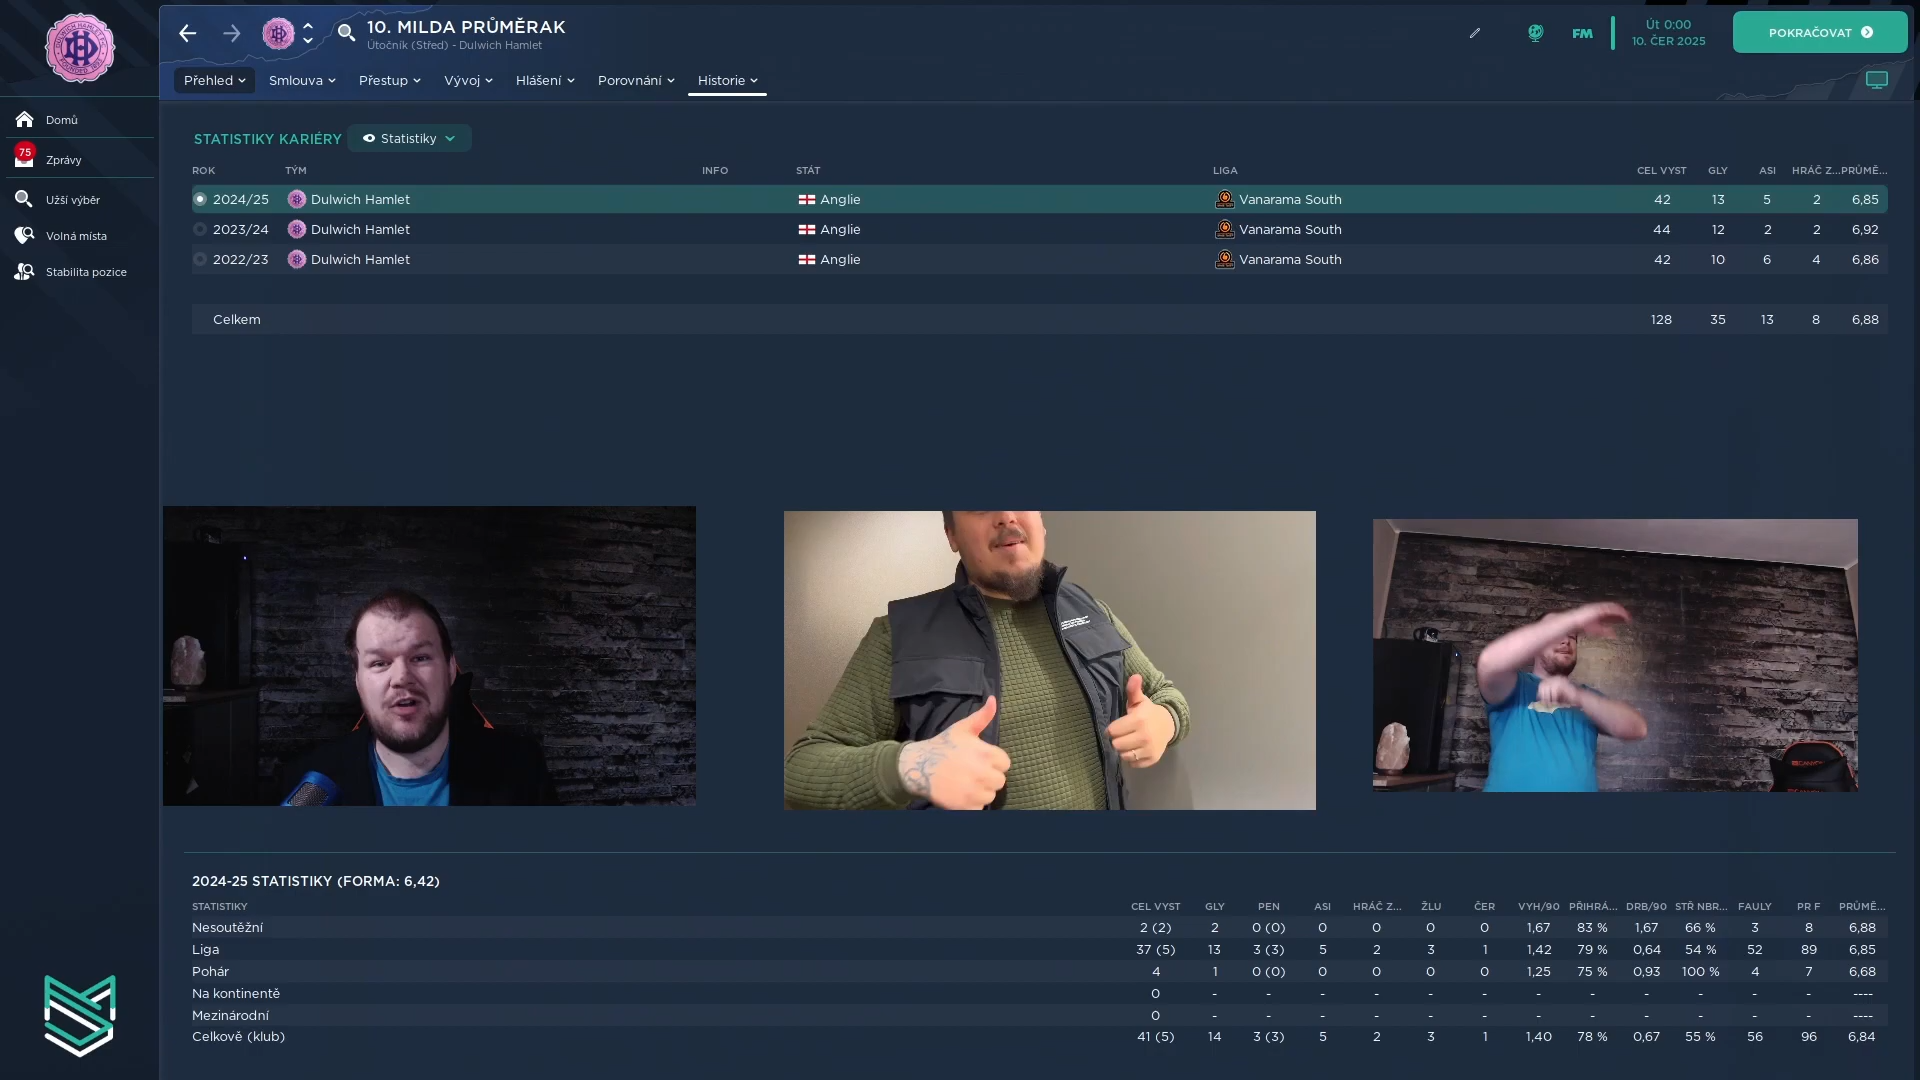 10. MILDA PRŮMĚRAK
Útočník (Střed) - Dulwich Hamlet
FM
Út 0:00
10. ČER 2025
POKRAČOVAT
Přehled
Smlouva
Přestup
Vývoj
Hlášení
Porovnání
Historie
Domů
75
Zprávy
Užší výběr
Volná místa
Stabilita pozice
STATISTIKY KARIÉRY
Statistiky
ROK TÝM INFO STÁT LIGA CEL VYST GLY ASI HRÁČ Z... PRŮMĚ...
2024/25 Dulwich Hamlet Anglie Vanarama South 42 13 5 2 6,85
2023/24 Dulwich Hamlet Anglie Vanarama South 44 12 2 2 6,92
2022/23 Dulwich Hamlet Anglie Vanarama South 42 10 6 4 6,86
Celkem 128 35 13 8 6,88
2024-25 STATISTIKY (FORMA: 6,42)
STATISTIKY CEL VYST GLY PEN ASI HRÁČ Z... ŽLU ČER VYH/90 PŘIHRÁ... DRB/90 STŘ NBR... FAULY PR F PRŮMĚ...
Nesoutěžní 2 (2) 2 0 (0) 0 0 0 0 1,67 83 % 1,67 66 % 3 8 6,88
Liga 37 (5) 13 3 (3) 5 2 3 1 1,42 79 % 0,64 54 % 52 89 6,85
Pohár 4 1 0 (0) 0 0 0 0 1,25 75 % 0,93 100 % 4 7 6,68
Na kontinentě 0 - - - - - - - - - - - - ----
Mezinárodní 0 - - - - - - - - - - - - ----
Celkově (klub) 41 (5) 14 3 (3) 5 2 3 1 1,40 78 % 0,67 55 % 56 96 6,84